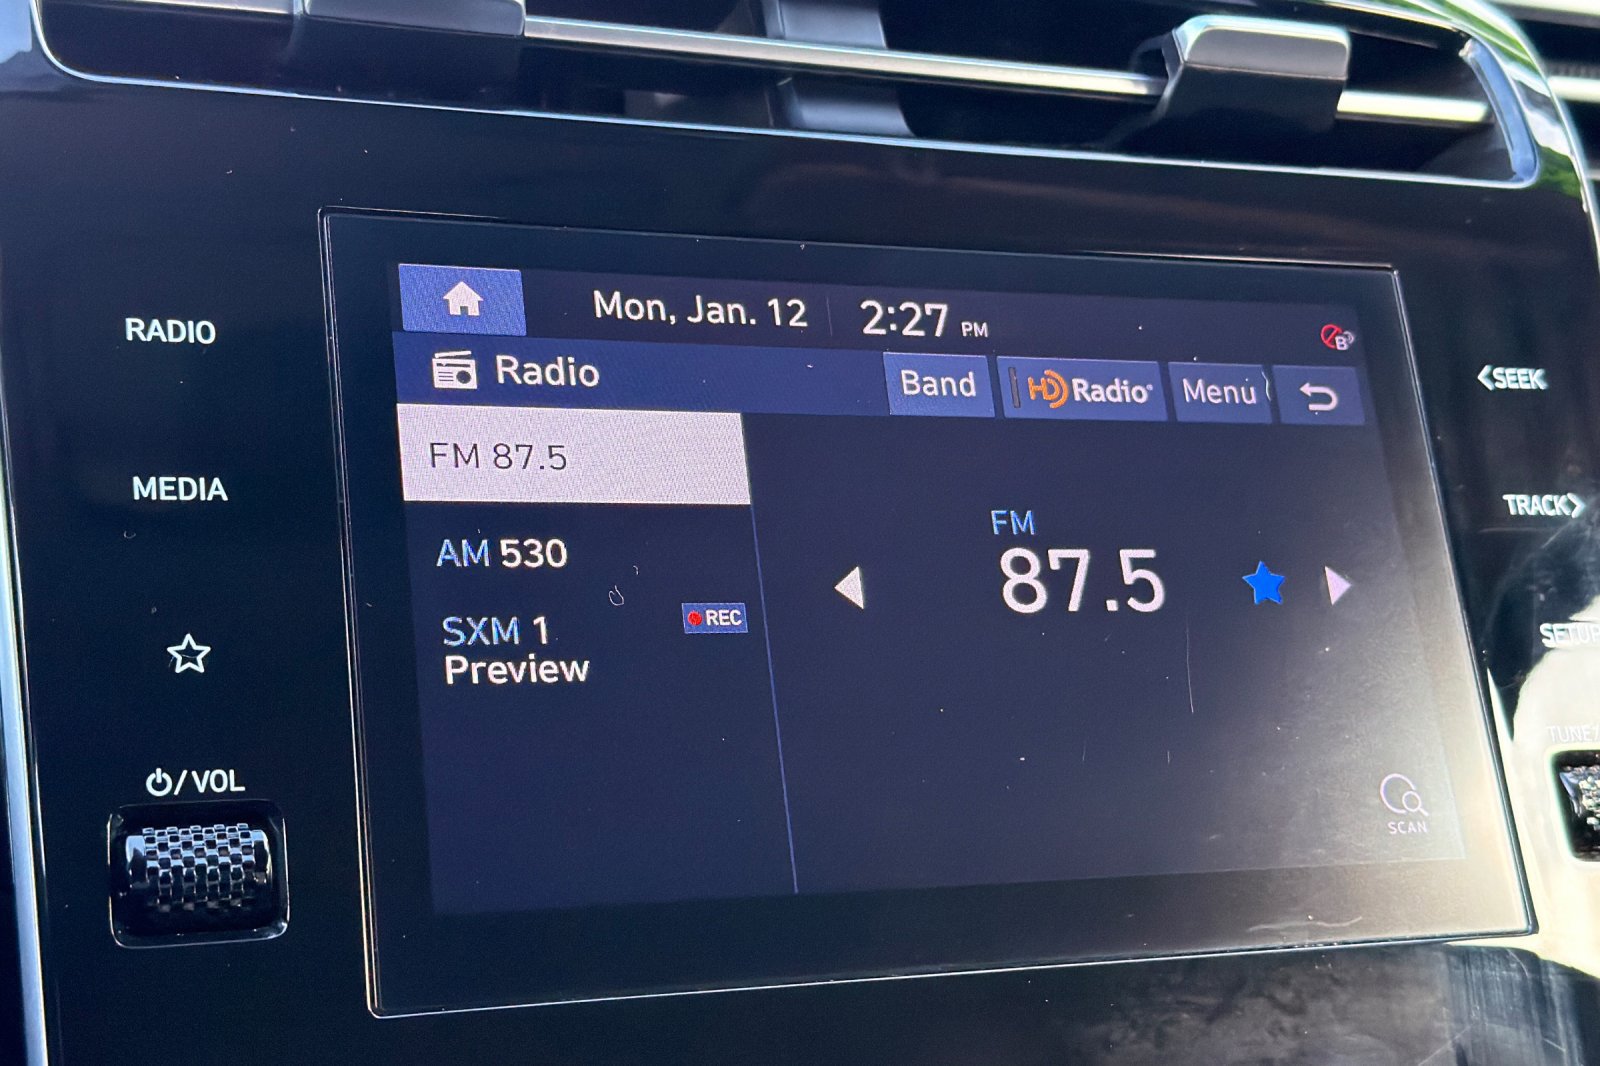 Mon, Jan. 12 2:27 PM
B
Radio
Band
HD Radio
Menu
FM 87.5
AM 530
SXM 1
REC
Preview
FM
87.5
SCAN
RADIO
MEDIA
/VOL
<SEEK
TRACK>
SETUP
TUNE/